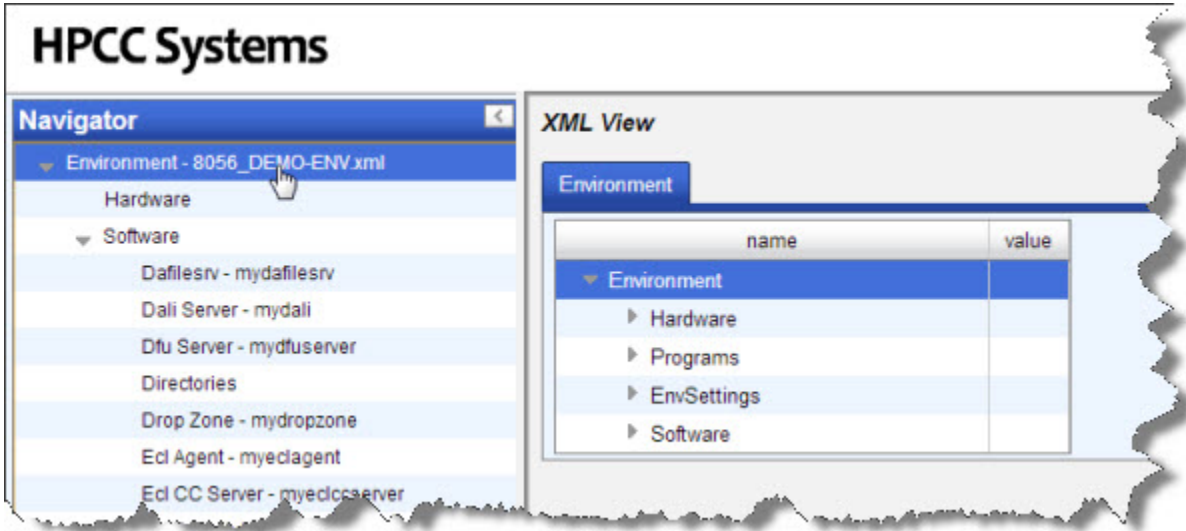 HPCC Systems
Navigator
Environment - 8056_DEMO-ENV.xml
Hardware
Software
Dafilesrv - mydafilesrv
Dali Server - mydali
Dfu Server - mydfuserver
Directories
Drop Zone - mydropzone
Ecl Agent - myeclagent
Ecl CC Server - myeclccserver
XML View
Environment
name value
Environment
Hardware
Programs
EnvSettings
Software